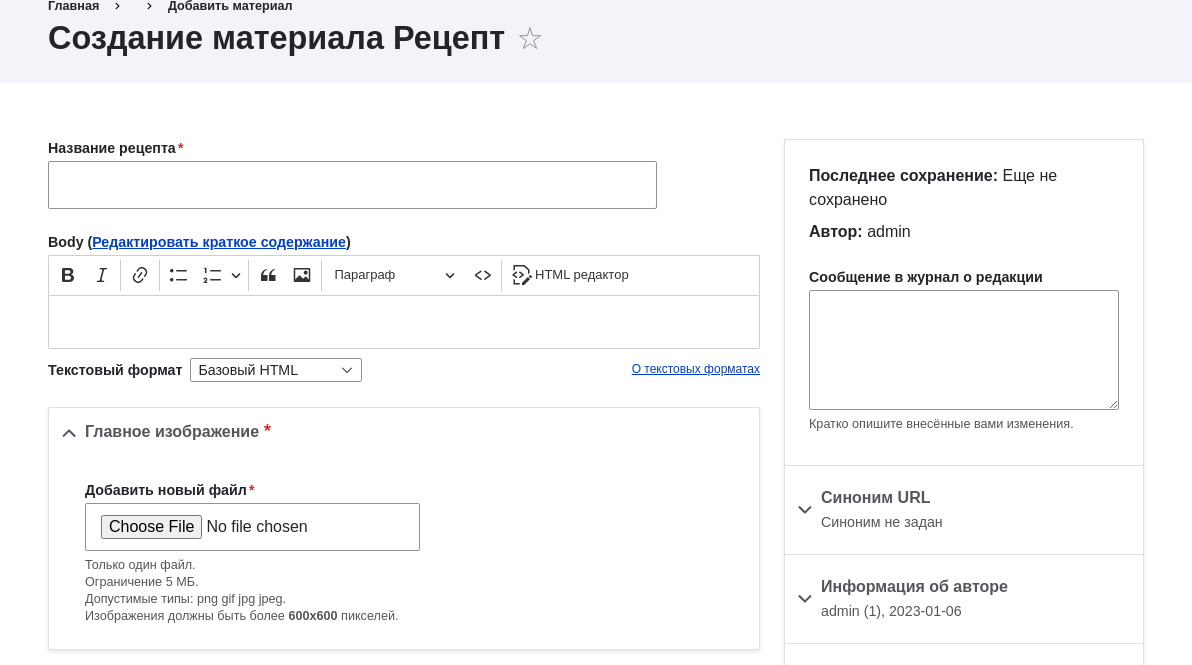 Главная › › Добавить материал
Создание материала Рецепт
Название рецепта*
Body (Редактировать краткое содержание)
B I Параграф <> HTML редактор
Текстовый формат Базовый HTML О текстовых форматах
Главное изображение *
Добавить новый файл*
Choose File No file chosen
Только один файл.
Ограничение 5 МБ.
Допустимые типы: png gif jpg jpeg.
Изображения должны быть более 600x600 пикселей.
Последнее сохранение: Еще не
сохранено
Автор: admin
Сообщение в журнал о редакции
Кратко опишите внесённые вами изменения.
Синоним URL
Синоним не задан
Информация об авторе
admin (1), 2023-01-06